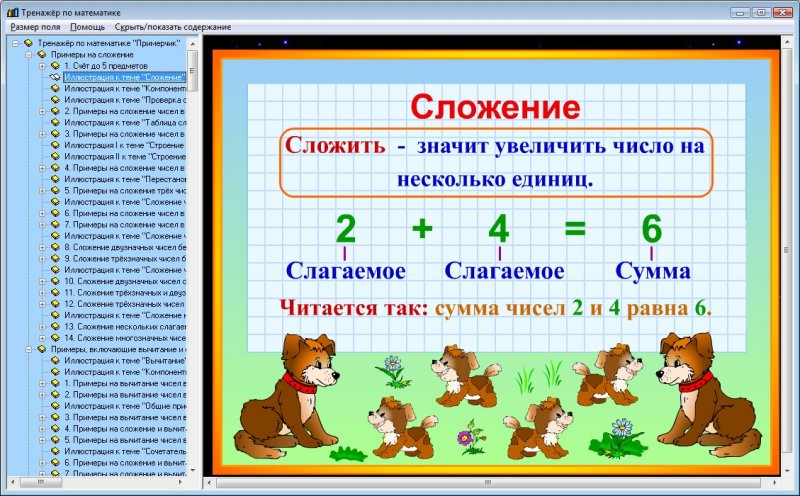 Тренажёр по математике
Размер поля Помощь Скрыть/показать содержание
Тренажёр по математике "Примерчик"
Примеры на сложение
1. Счёт до 5 предметов
Иллюстрация к теме "Сложение"
Иллюстрация к теме "Компонент
Иллюстрация к теме "Проверка с
2. Примеры на сложение чисел в
Иллюстрация к теме "Таблица сл
3. Примеры на сложение чисел в
Иллюстрация I к теме "Строение
Иллюстрация II к теме "Строение
4. Примеры на сложение чисел в
Иллюстрация к теме "Перестанов
5. Примеры на сложение трёх чис
Иллюстрация к теме "Сложение ч
6. Примеры на сложение чисел в
7. Примеры на сложение чисел в
Иллюстрация к теме "Сложение ч
8. Сложение двузначных чисел бе
9. Сложение трёхзначных чисел бе
Иллюстрация к теме "Сложение ч
10. Сложение двузначных чисел с
11. Сложение трёхзначных и двуз
12. Сложение трёхзначных чисел
Иллюстрация к теме "Сложение н
13. Сложение нескольких слагае
14. Сложение многозначных чисе
Примеры, включающие вычитание и
Иллюстрация к теме "Вычитание"
Иллюстрация к теме "Компонент
1. Примеры на вычитание чисел в
2. Примеры на вычитание чисел в
Иллюстрация к теме "Общие при
3. Примеры на вычитание чисел в
4. Примеры на сложение и вычита
5. Примеры на вычитание чисел в
Иллюстрация к теме "Сочетатель
6. Примеры на сложение и вычита
7. Примеры на сложение и вычита
Сложение
Сложить - значит увеличить число на
несколько единиц.
2 + 4 = 6
Слагаемое Слагаемое Сумма
Читается так: сумма чисел 2 и 4 равна 6.